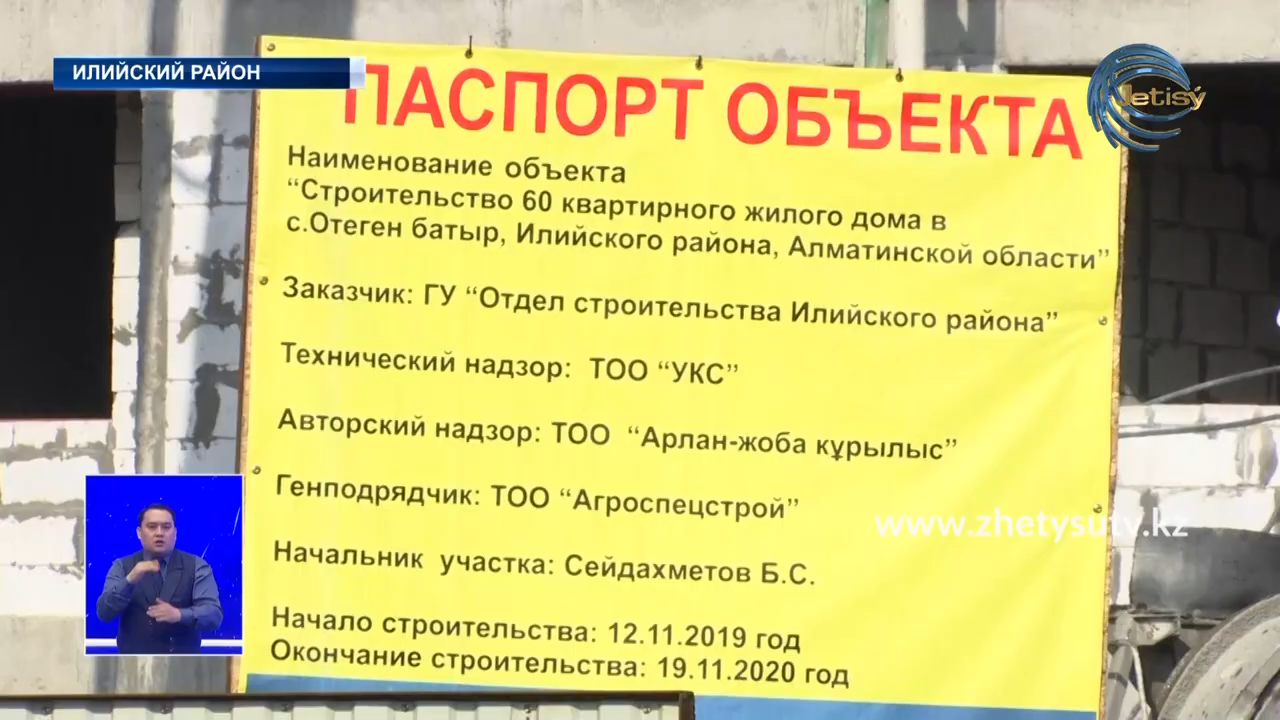 ИЛИЙСКИЙ РАЙОН
Jetisý
ПАСПОРТ ОБЪЕКТА
Наименование объекта
“Строительство 60 квартирного жилого дома в
с.Отеген батыр, Илийского района, Алматинской области”
Заказчик: ГУ “Отдел строительства Илийского района”
Технический надзор: ТОО “УКС”
Авторский надзор: ТОО “Арлан-жоба құрылыс”
Генподрядчик: ТОО “Агроспецстрой”
www.zhetysutv.kz
Начальник участка: Сейдахметов Б.С.
Начало строительства: 12.11.2019 год
Окончание строительства: 19.11.2020 год